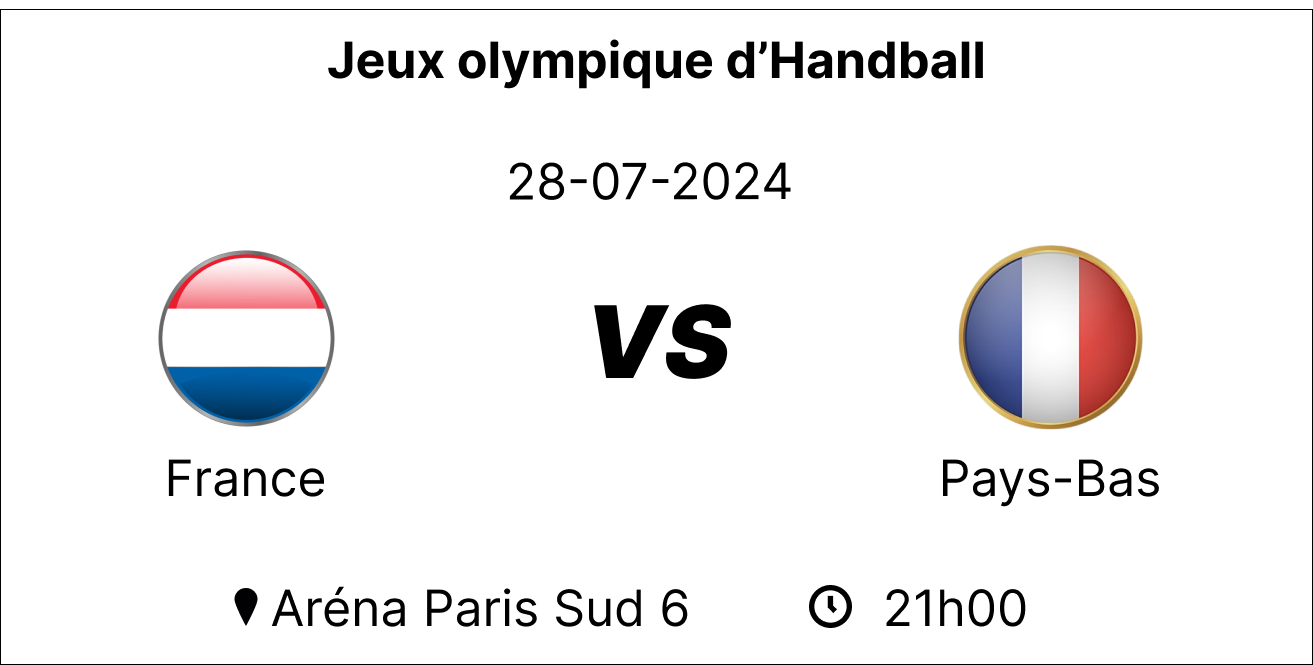 Jeux olympique d’Handball
28-07-2024
VS
France
Pays-Bas
Aréna Paris Sud 6
21h00